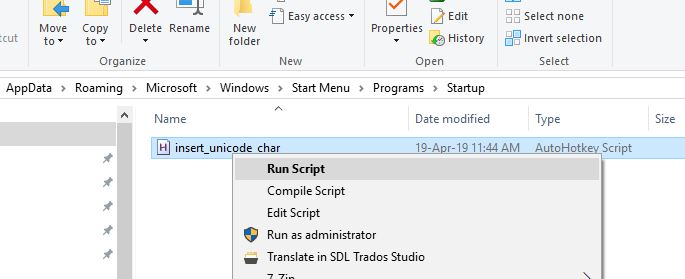 Move to
Copy to
Delete
Rename
New folder
Easy access
Properties
Edit
History
Select none
Invert selection
Organize
New
Open
Select
AppData Roaming Microsoft Windows Start Menu Programs Startup
Name Date modified Type Size
insert_unicode_char 19-Apr-19 11:44 AM AutoHotkey Script
Run Script
Compile Script
Edit Script
Run as administrator
Translate in SDL Trados Studio
7-Zip